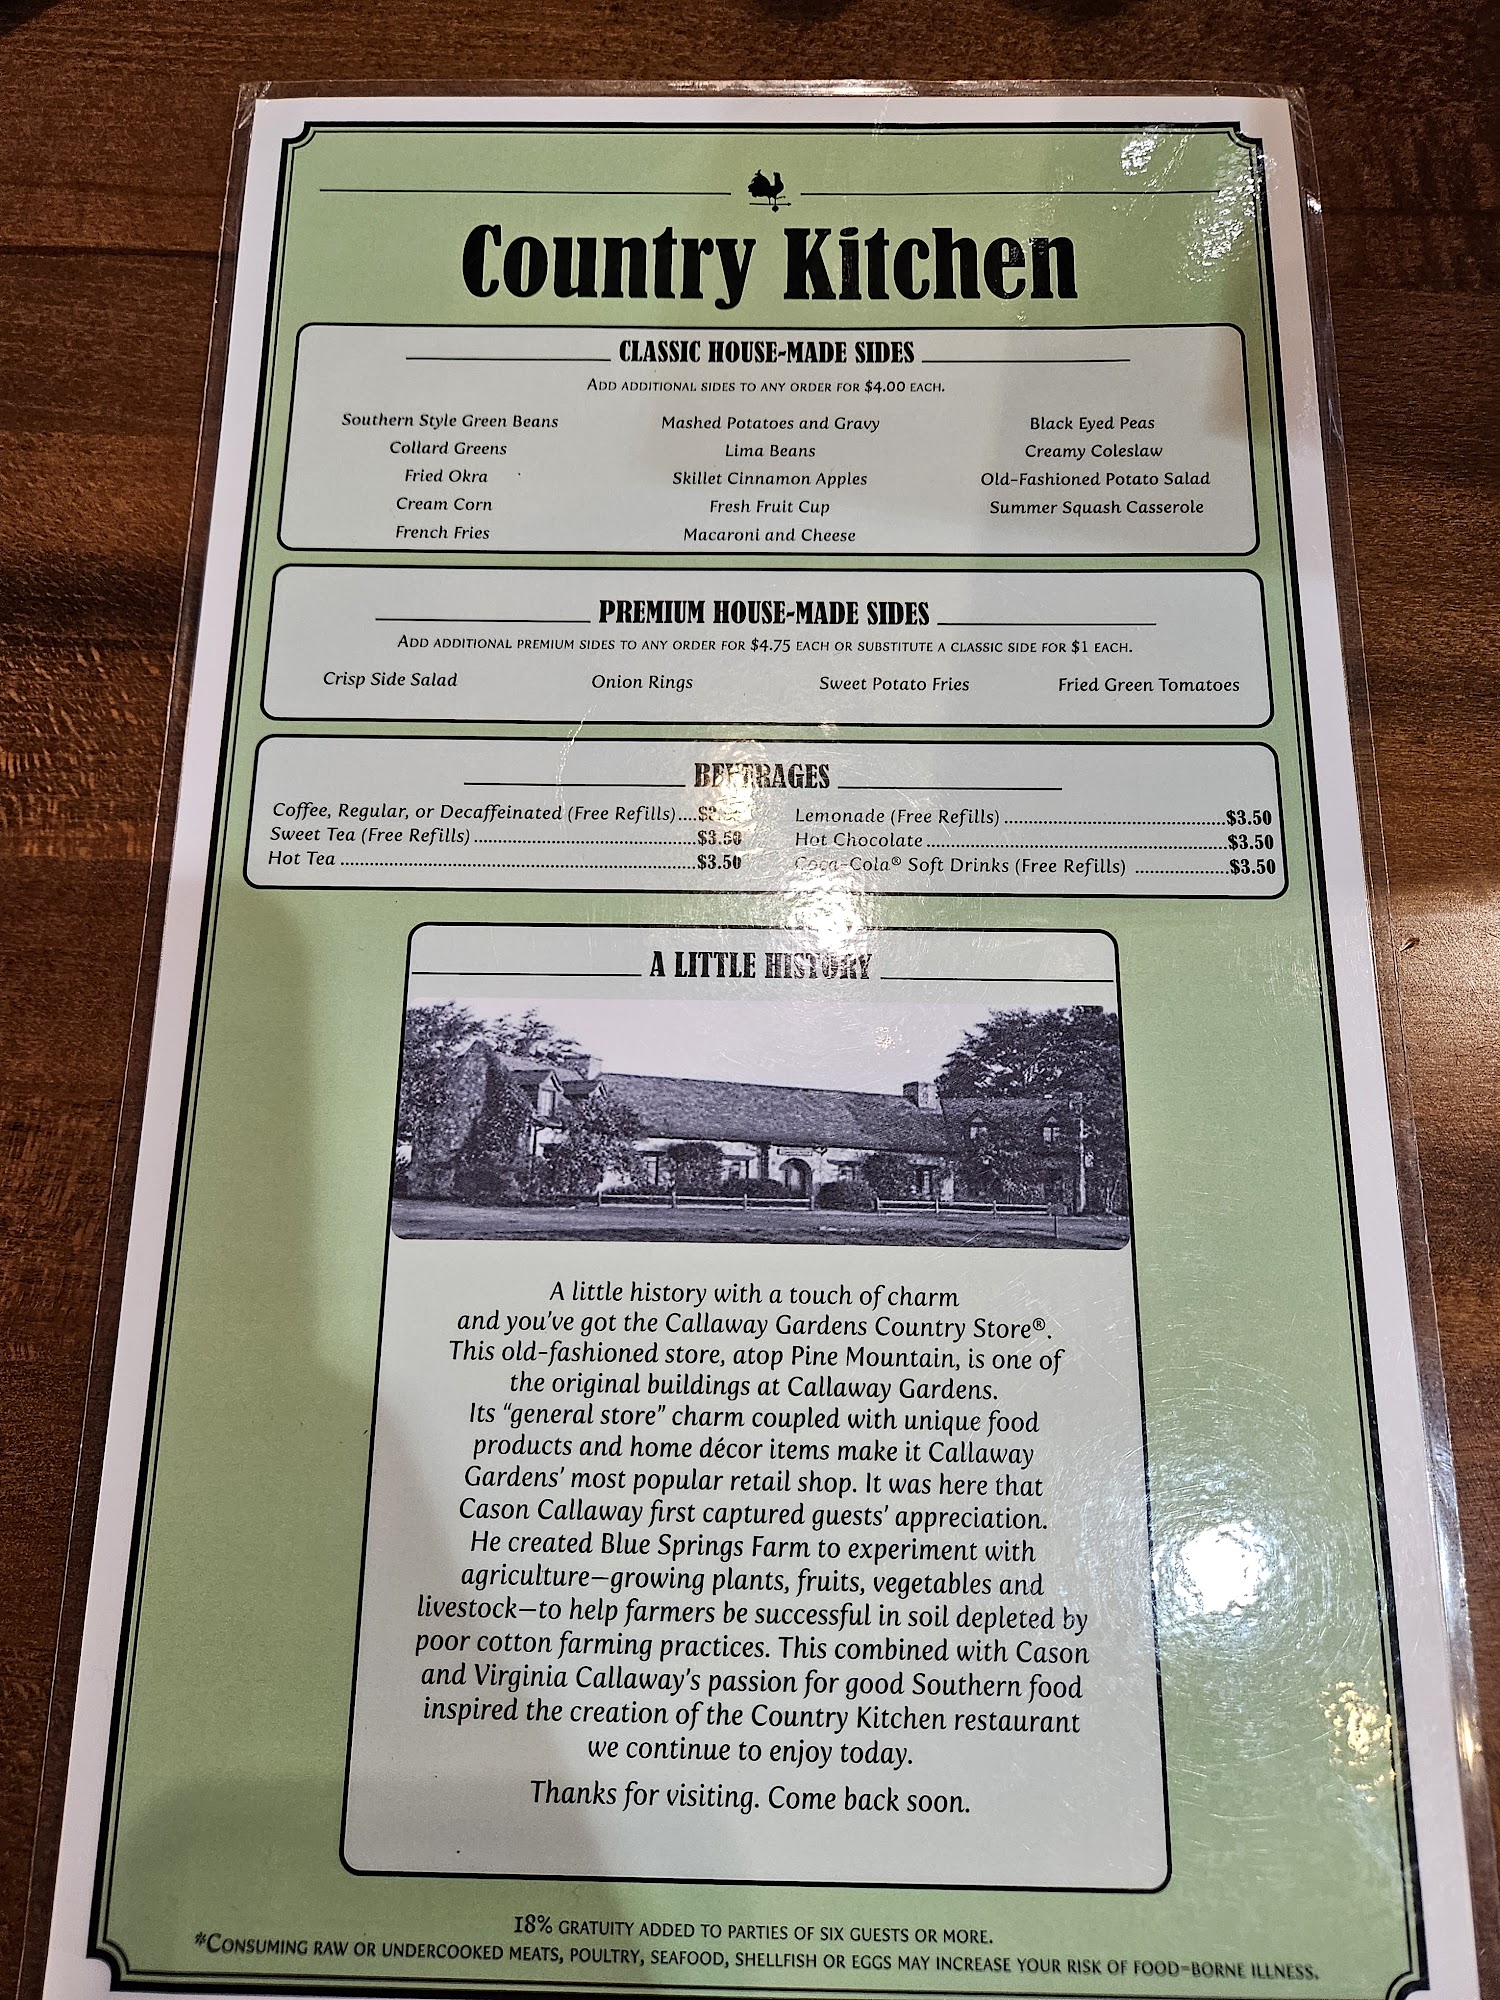 Country Kitchen
CLASSIC HOUSE-MADE SIDES
ADD ADDITIONAL SIDES TO ANY ORDER FOR $4.00 EACH.
Southern Style Green Beans
Collard Greens
Fried Okra
Cream Corn
French Fries
Mashed Potatoes and Gravy
Lima Beans
Skillet Cinnamon Apples
Fresh Fruit Cup
Macaroni and Cheese
Black Eyed Peas
Creamy Coleslaw
Old-Fashioned Potato Salad
Summer Squash Casserole
PREMIUM HOUSE-MADE SIDES
ADD ADDITIONAL PREMIUM SIDES TO ANY ORDER FOR $4.75 EACH OR SUBSTITUTE A CLASSIC SIDE FOR $1 EACH.
Crisp Side Salad Onion Rings Sweet Potato Fries Fried Green Tomatoes
BEVERAGES
Coffee, Regular, or Decaffeinated (Free Refills)....
Sweet Tea (Free Refills)........$3.50
Hot Tea........$3.50
Lemonade (Free Refills)........$3.50
Hot Chocolate........$3.50
Coca-Cola® Soft Drinks (Free Refills) ........$3.50
A LITTLE HISTORY
A little history with a touch of charm
and you've got the Callaway Gardens Country Store®.
This old-fashioned store, atop Pine Mountain, is one of
the original buildings at Callaway Gardens.
Its "general store" charm coupled with unique food
products and home décor items make it Callaway
Gardens' most popular retail shop. It was here that
Cason Callaway first captured guests' appreciation.
He created Blue Springs Farm to experiment with
agriculture—growing plants, fruits, vegetables and
livestock—to help farmers be successful in soil depleted by
poor cotton farming practices. This combined with Cason
and Virginia Callaway's passion for good Southern food
inspired the creation of the Country Kitchen restaurant
we continue to enjoy today.
Thanks for visiting. Come back soon.
18% GRATUITY ADDED TO PARTIES OF SIX GUESTS OR MORE.
*CONSUMING RAW OR UNDERCOOKED MEATS, POULTRY, SEAFOOD, SHELLFISH OR EGGS MAY INCREASE YOUR RISK OF FOOD-BORNE ILLNESS.